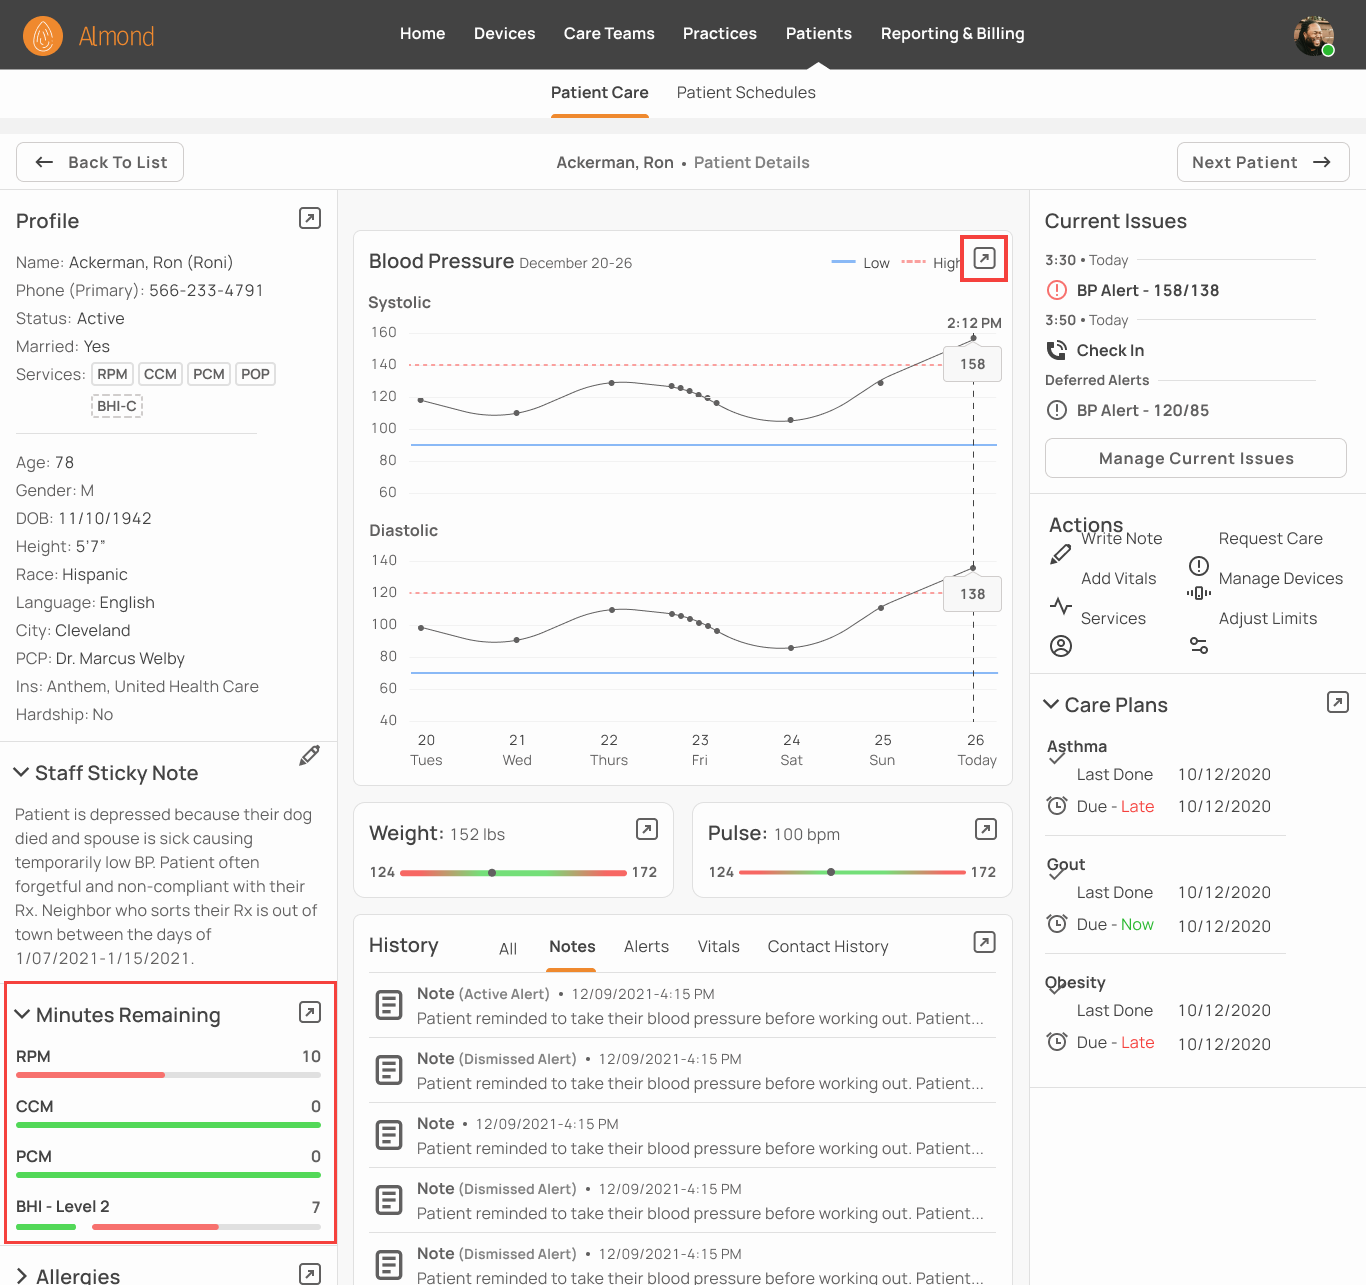 Almond
Home Devices Care Teams Practices Patients Reporting & Billing
Patient Care Patient Schedules
Back To List
Ackerman, Ron • Patient Details
Next Patient
Profile
Name: Ackerman, Ron (Roni)
Phone (Primary): 566-233-4791
Status: Active
Married: Yes
Services: RPM CCM PCM POP
BHI-C
Age: 78
Gender: M
DOB: 11/10/1942
Height: 5'7”
Race: Hispanic
Language: English
City: Cleveland
PCP: Dr. Marcus Welby
Ins: Anthem, United Health Care
Hardship: No
Staff Sticky Note
Patient is depressed because their dog
died and spouse is sick causing
temporarily low BP. Patient often
forgetful and non-compliant with their
Rx. Neighbor who sorts their Rx is out of
town between the days of
1/07/2021-1/15/2021.
Minutes Remaining
RPM 10
CCM 0
PCM 0
BHI - Level 2 7
Allergies
Blood Pressure December 20-26
Low High
Systolic
2:12 PM
160
140
120
100
80
60
158
Diastolic
140
120
100
80
60
40
138
20 21 22 23 24 25 26
Tues Wed Thurs Fri Sat Sun Today
Weight: 152 lbs
124 172
Pulse: 100 bpm
124 172
History All Notes Alerts Vitals Contact History
Note (Active Alert) • 12/09/2021-4:15 PM
Patient reminded to take their blood pressure before working out. Patient...
Note (Dismissed Alert) • 12/09/2021-4:15 PM
Patient reminded to take their blood pressure before working out. Patient...
Note • 12/09/2021-4:15 PM
Patient reminded to take their blood pressure before working out. Patient...
Note (Dismissed Alert) • 12/09/2021-4:15 PM
Patient reminded to take their blood pressure before working out. Patient...
Note (Dismissed Alert) • 12/09/2021-4:15 PM
Patient reminded to take their blood pressure before working out. Patient...
Current Issues
3:30 • Today
BP Alert - 158/138
3:50 • Today
Check In
Deferred Alerts
BP Alert - 120/85
Manage Current Issues
Actions
Write Note Request Care
Add Vitals Manage Devices
Services Adjust Limits
Care Plans
Asthma
Last Done 10/12/2020
Due - Late 10/12/2020
Gout
Last Done 10/12/2020
Due - Now 10/12/2020
Obesity
Last Done 10/12/2020
Due - Late 10/12/2020